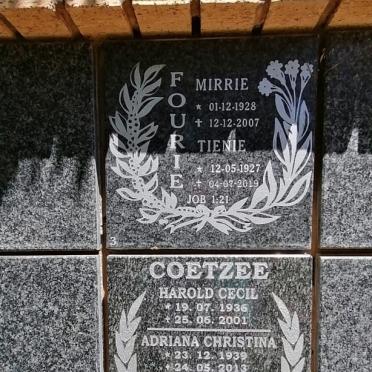 FOURIE
MIRRIE
* 01-12-1928
✝ 12-12-2007
TIENIE
* 12-05-1927
✝ 04-07-2019
JOB 1:21
3
COETZEE
HAROLD CECIL
* 19. 07. 1936
✝ 25. 06. 2001
ADRIANA CHRISTINA
* 23. 12. 1939
✝ 24. 05. 2013